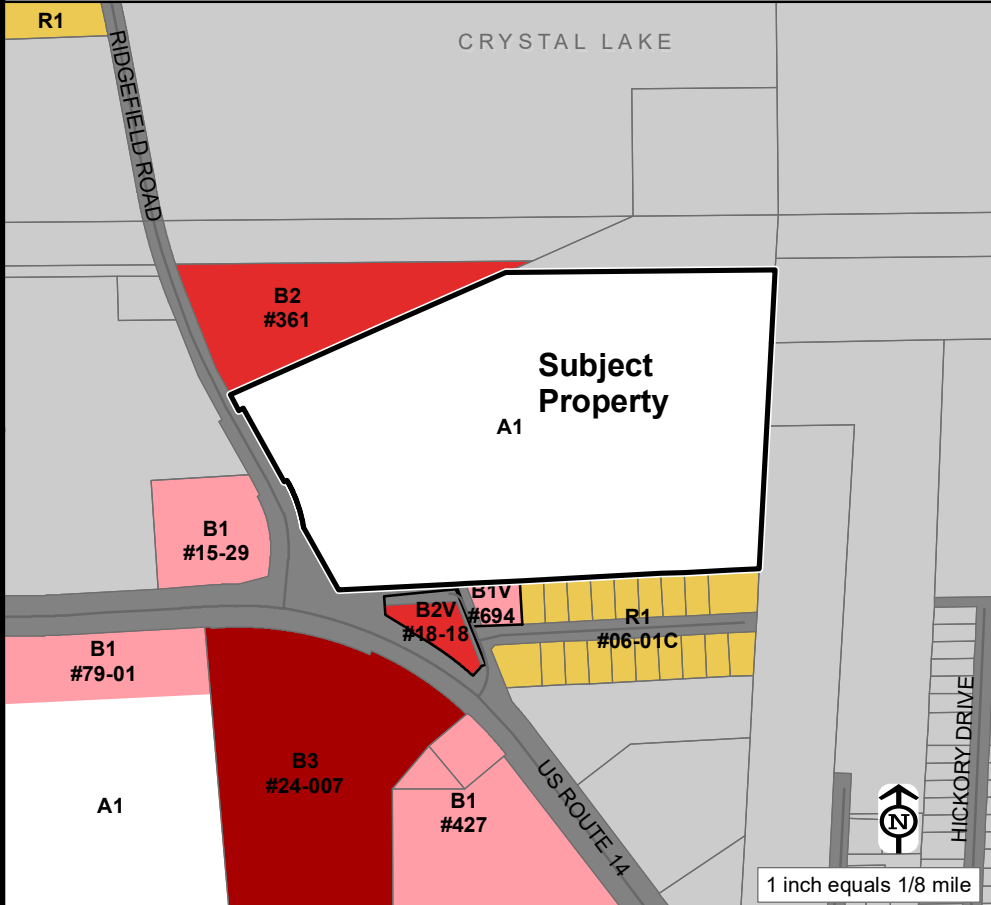 R1
CRYSTAL LAKE
RIDGEFIELD ROAD
B2
#361
Subject
Property
A1
B1
#15-29
B1V
#694
B2V
#18-18
R1
#06-01C
B1
#79-01
B3
#24-007
A1
B1
#427
US ROUTE 14
HICKORY DRIVE
N
1 inch equals 1/8 mile